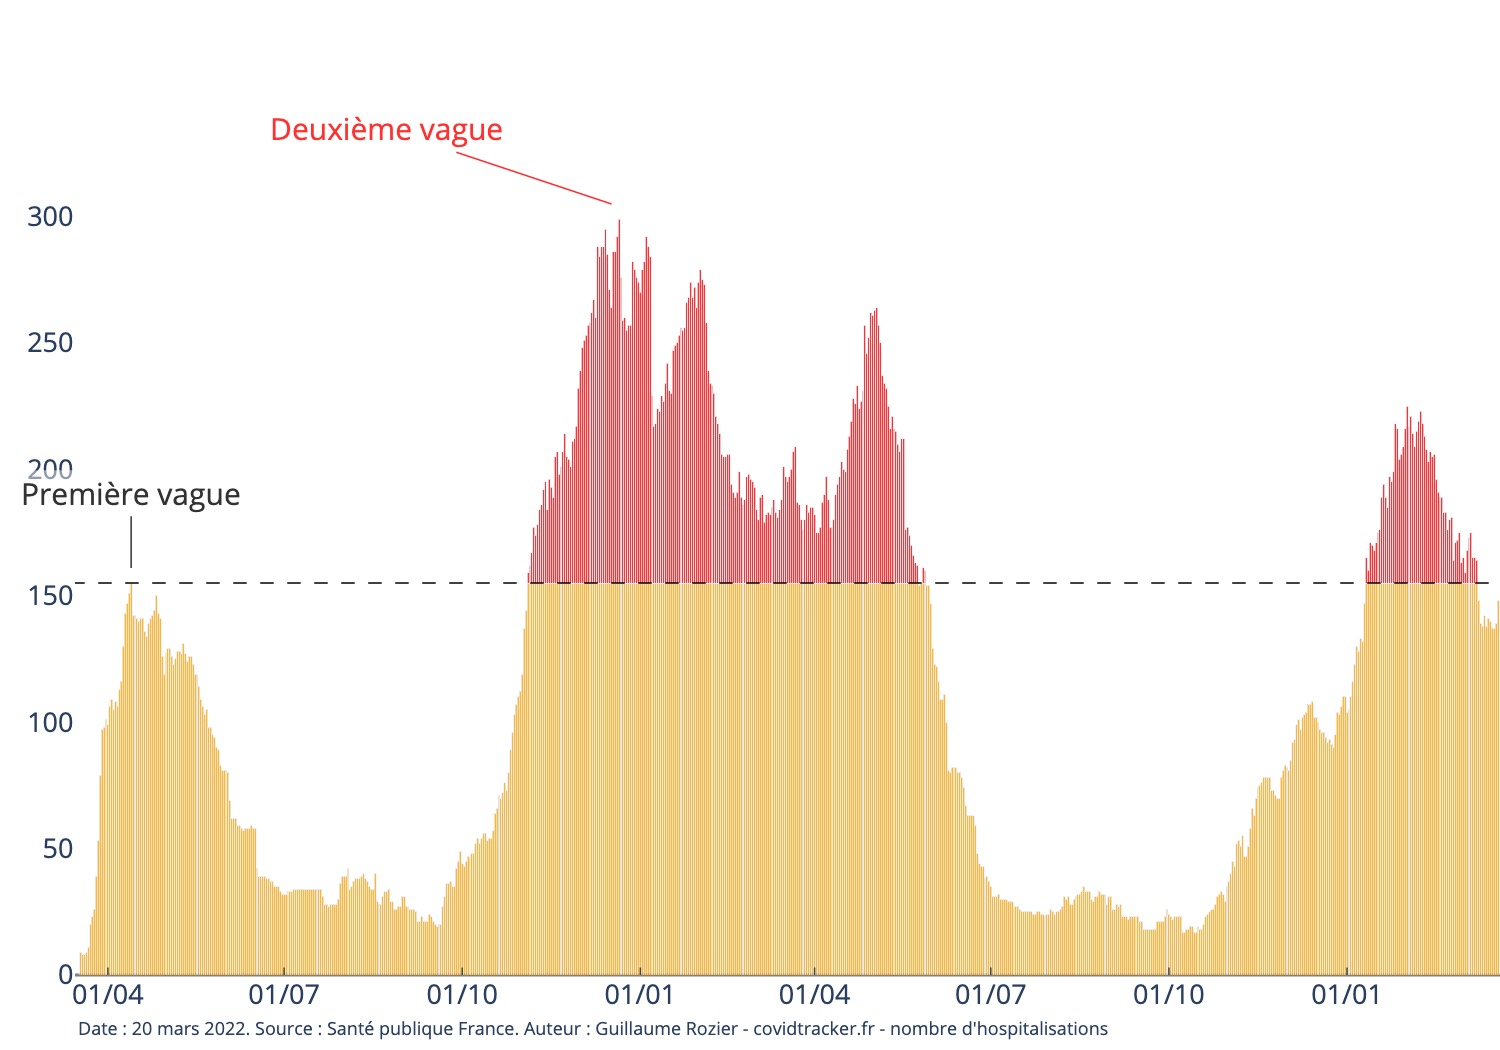 Deuxième vague
300
250
200
Première vague
150
100
50
0
01/04 01/07 01/10 01/01 01/04 01/07 01/10 01/01
Date : 20 mars 2022. Source : Santé publique France. Auteur : Guillaume Rozier - covidtracker.fr - nombre d'hospitalisations